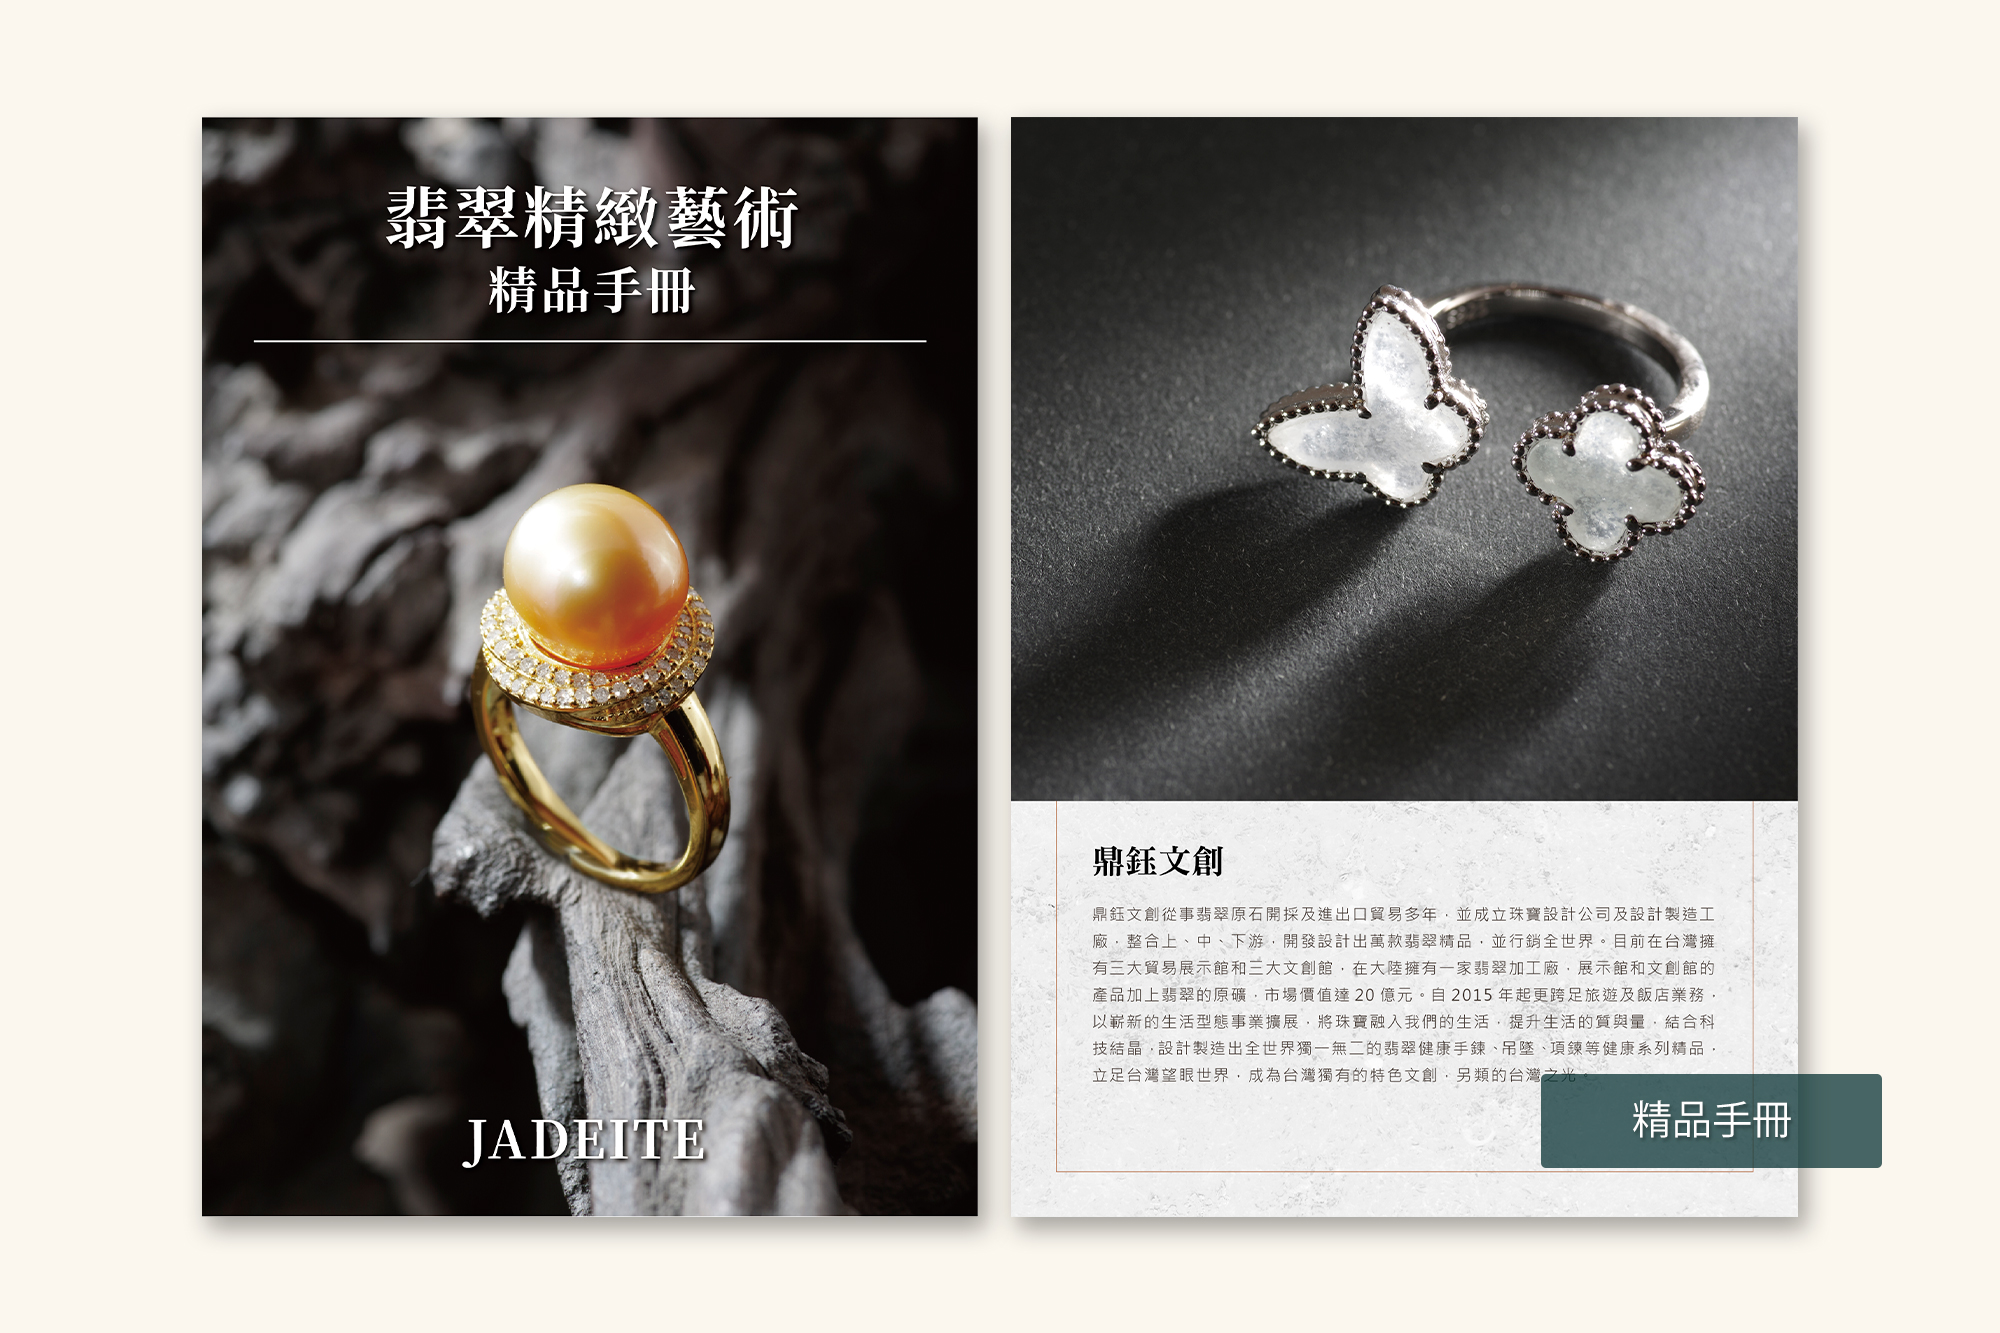 翡翠精緻藝術
精品手冊
JADEITE
鼎鈺文創
鼎鈺文創從事翡翠原石開採及進出口貿易多年，並成立珠寶設計公司及設計製造工
廠，整合上、中、下游，開發設計出萬款翡翠精品，並行銷全世界。目前在台灣擁
有三大貿易展示館和三大文創館，在大陸擁有一家翡翠加工廠，展示館和文創館的
產品加上翡翠的原礦，市場價值達 20 億元。自 2015 年起更跨足旅遊及飯店業務，
以嶄新的生活型態事業擴展，將珠寶融入我們的生活，提升生活的質與量，結合科
技結晶，設計製造出全世界獨一無二的翡翠健康手鍊、吊墜、項鍊等健康系列精品，
立足台灣望眼世界，成為台灣獨有的特色文創，另類的台灣之光。
精品手冊